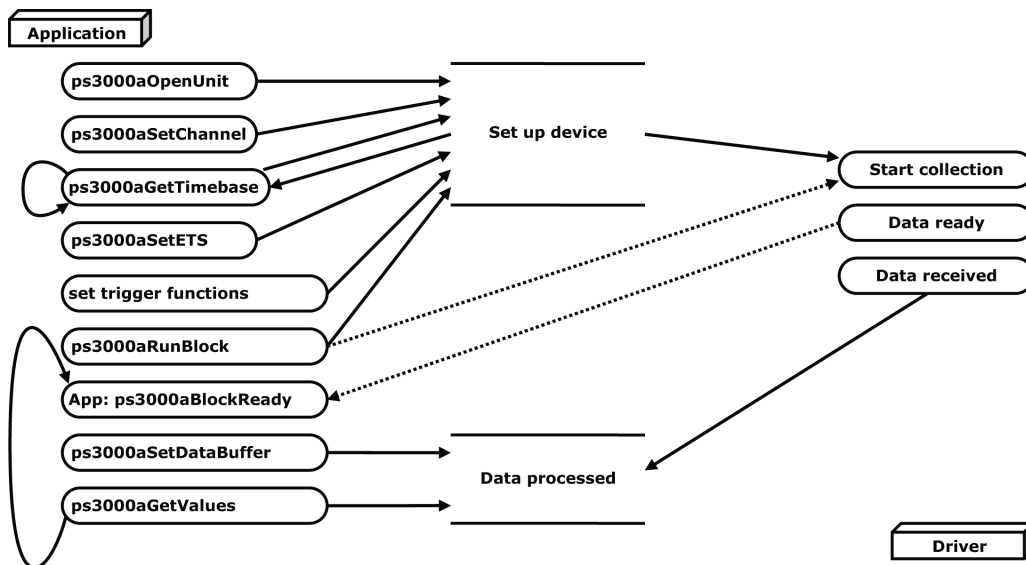 Application
ps3000aOpenUnit
ps3000aSetChannel
Set up device
ps3000aGetTimebase
Start collection
ps3000aSetETS
Data ready
set trigger functions
Data received
ps3000aRunBlock
App: ps3000aBlockReady
ps3000aSetDataBuffer
Data processed
ps3000aGetValues
Driver